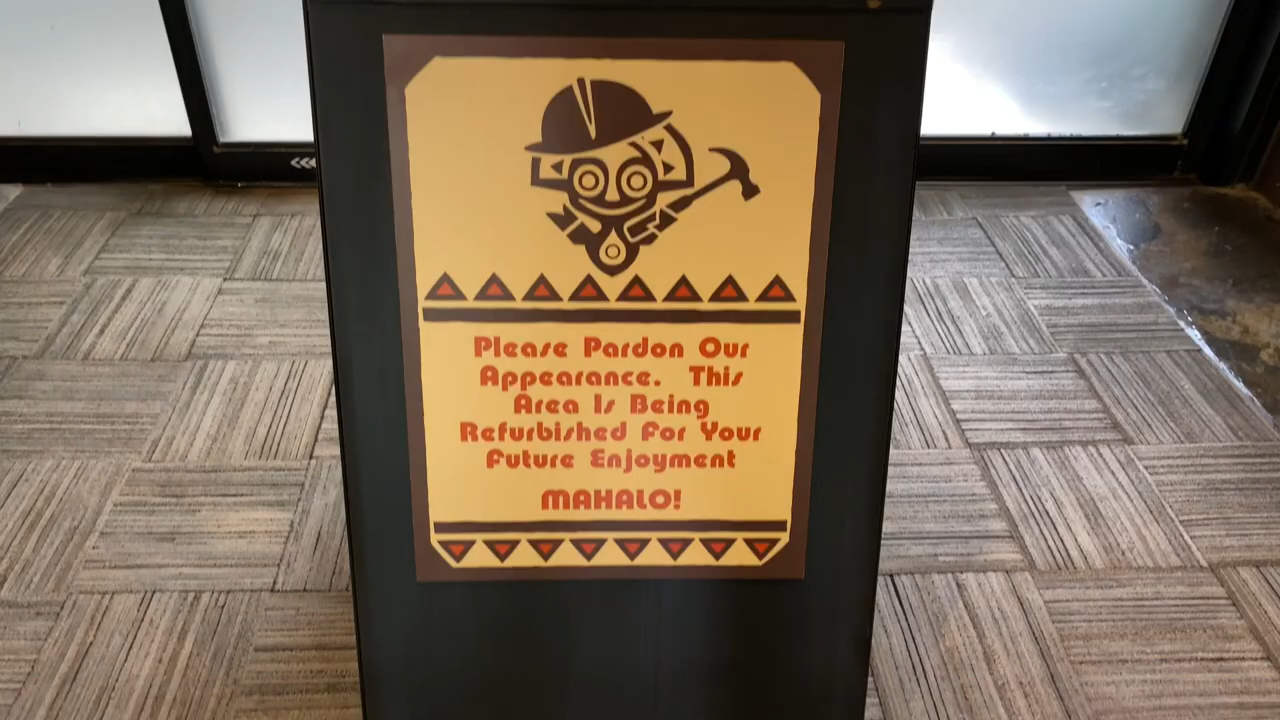 Please Pardon Our
Appearance. This
Area Is Being
Refurbished For Your
Future Enjoyment
MAHALO!